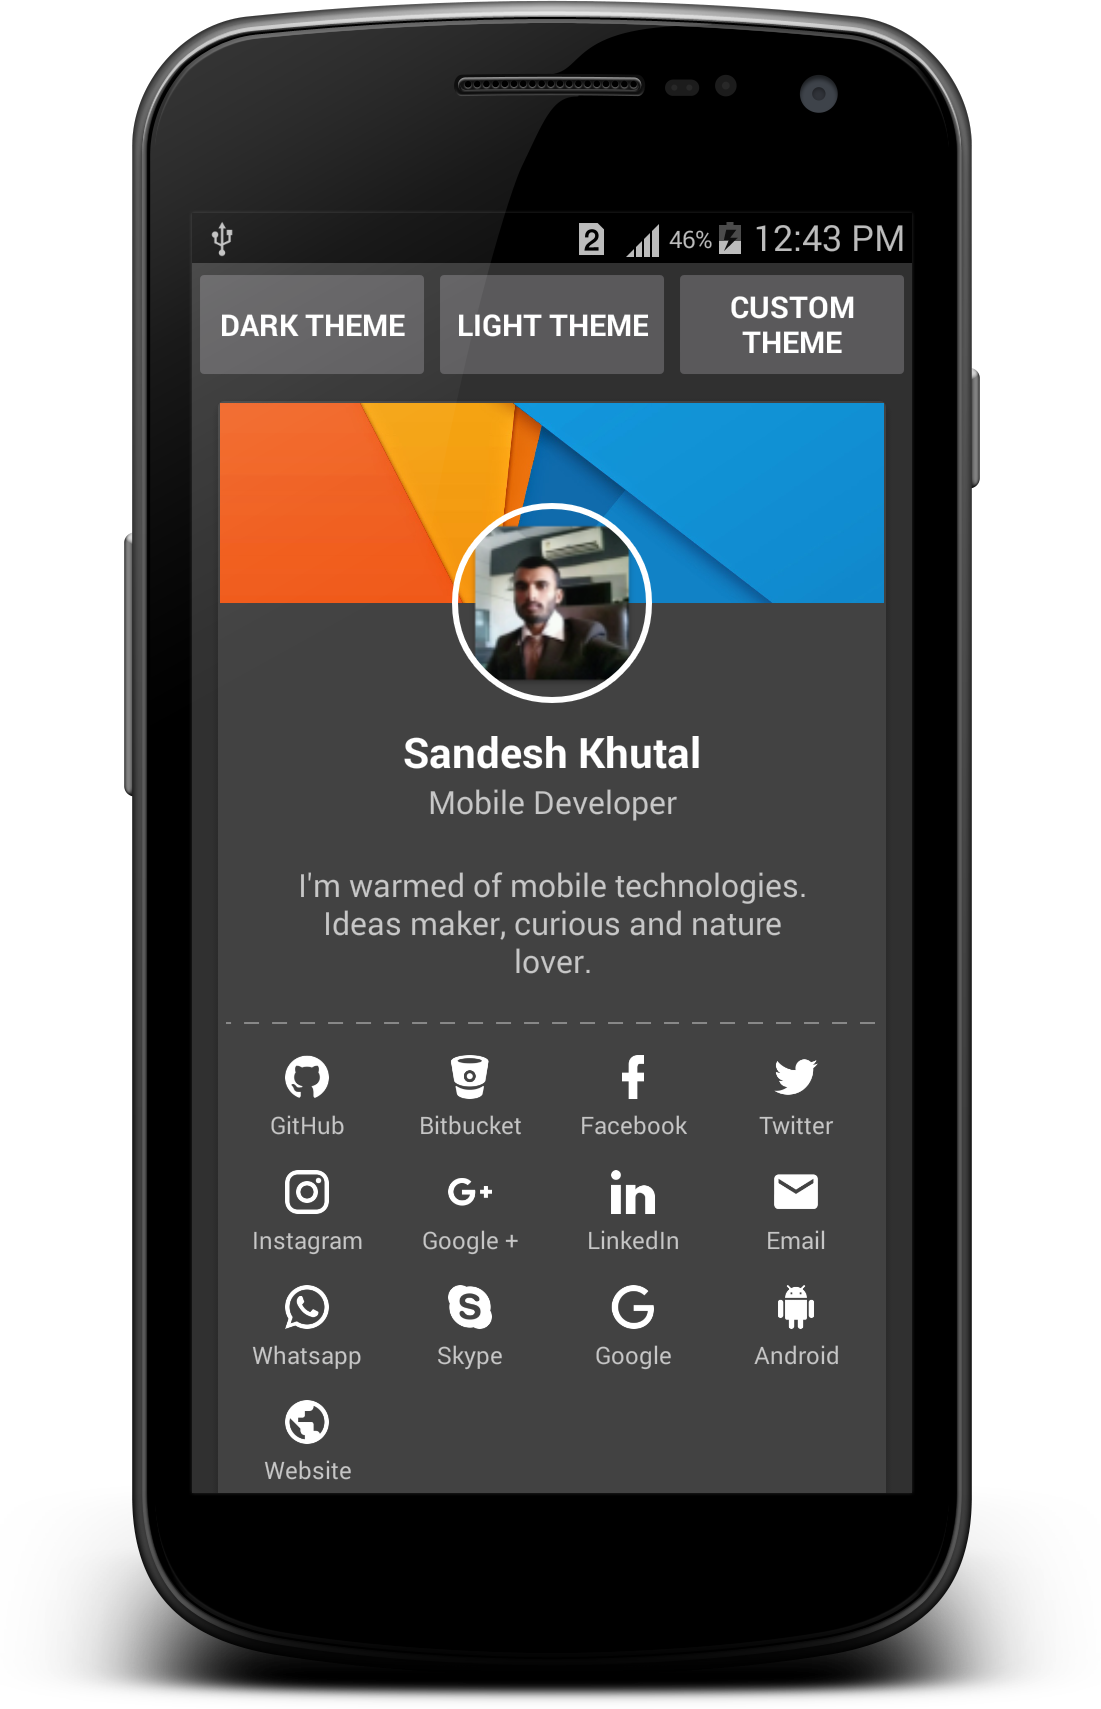 2 46% 12:43 PM
DARK THEME LIGHT THEME CUSTOM
THEME
Sandesh Khutal
Mobile Developer
I'm warmed of mobile technologies.
Ideas maker, curious and nature
lover.
GitHub Bitbucket Facebook Twitter
Instagram Google + LinkedIn Email
Whatsapp Skype Google Android
Website